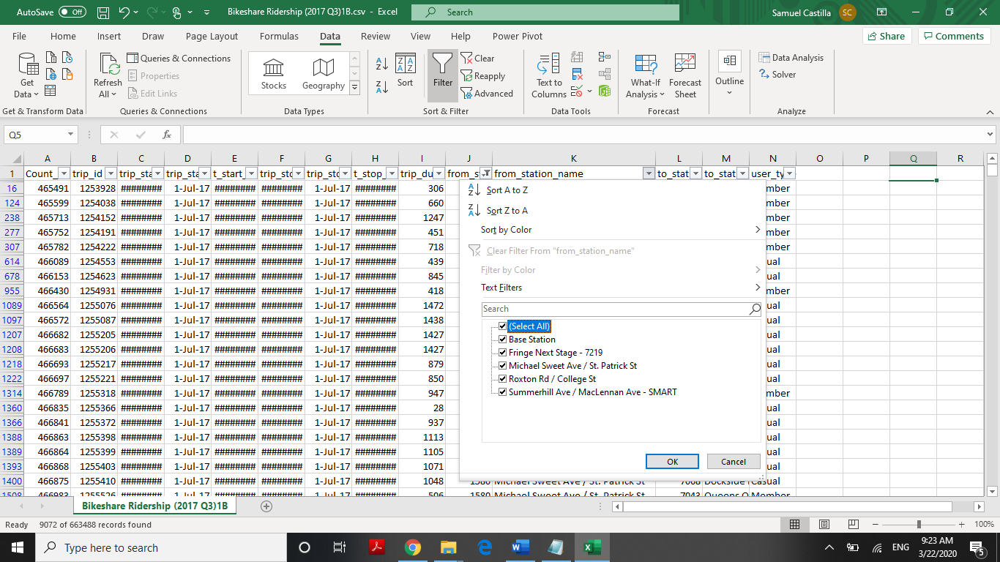 AutoSave Off Bikeshare Ridership (2017 Q3)1B.csv - Excel Search Samuel Castilla SC
File Home Insert Draw Page Layout Formulas Data Review View Help Power Pivot Share Comments
Get Data Refresh All Queries & Connections Properties Edit Links Stocks Geography Sort Filter Clear Reapply Advanced Text to Columns What-If Analysis Forecast Sheet Outline Data Analysis Solver
Get & Transform Data Queries & Connections Data Types Sort & Filter Data Tools Forecast Analyze
Q5 fx
A B C D E F G H I J K L M N O P Q R
1 Count_ trip_id trip_sta trip_sta t_start_ trip_sto trip_sto t_stop_ trip_du from_s from_station_name to_stat to_stat user_ty
16 465491 1253928 ######## 1-Jul-17 ######## ######## 1-Jul-17 ######## 306 mber
124 465599 1254038 ######## 1-Jul-17 ######## ######## 1-Jul-17 ######## 660 mber
238 465713 1254152 ######## 1-Jul-17 ######## ######## 1-Jul-17 ######## 1247 mber
277 465752 1254191 ######## 1-Jul-17 ######## ######## 1-Jul-17 ######## 451 mber
307 465782 1254222 ######## 1-Jul-17 ######## ######## 1-Jul-17 ######## 718 mber
614 466089 1254553 ######## 1-Jul-17 ######## ######## 1-Jul-17 ######## 439 ual
678 466153 1254623 ######## 1-Jul-17 ######## ######## 1-Jul-17 ######## 845 ual
955 466430 1254931 ######## 1-Jul-17 ######## ######## 1-Jul-17 ######## 418 mber
1089 466564 1255076 ######## 1-Jul-17 ######## ######## 1-Jul-17 ######## 1472 ual
1097 466572 1255087 ######## 1-Jul-17 ######## ######## 1-Jul-17 ######## 1438 ual
1207 466682 1255205 ######## 1-Jul-17 ######## ######## 1-Jul-17 ######## 1427 ual
1208 466683 1255206 ######## 1-Jul-17 ######## ######## 1-Jul-17 ######## 1427 ual
1218 466693 1255217 ######## 1-Jul-17 ######## ######## 1-Jul-17 ######## 879 ual
1222 466697 1255221 ######## 1-Jul-17 ######## ######## 1-Jul-17 ######## 850 ual
1314 466789 1255318 ######## 1-Jul-17 ######## ######## 1-Jul-17 ######## 947 mber
1360 466835 1255366 ######## 1-Jul-17 ######## ######## 1-Jul-17 ######## 28 ual
1366 466841 1255372 ######## 1-Jul-17 ######## ######## 1-Jul-17 ######## 937 ual
1388 466863 1255398 ######## 1-Jul-17 ######## ######## 1-Jul-17 ######## 1113 ual
1389 466864 1255399 ######## 1-Jul-17 ######## ######## 1-Jul-17 ######## 1105 ual
1393 466868 1255403 ######## 1-Jul-17 ######## ######## 1-Jul-17 ######## 1071 ual
1400 466875 1255410 ######## 1-Jul-17 ######## ######## 1-Jul-17 ######## 1048 1580 Michael Sweet Ave / St. Patrick St 7068 Dockside Casual
1508 466983 1255526 ######## 1-Jul-17 ######## ######## 1-Jul-17 ######## 506 1580 Michael Sweet Ave / St. Patrick St 7043 Queens Q Member
Sort A to Z
Sort Z to A
Sort by Color
Clear Filter From "from_station_name"
Filter by Color
Text Filters
Search
(Select All)
Base Station
Fringe Next Stage - 7219
Michael Sweet Ave / St. Patrick St
Roxton Rd / College St
Summerhill Ave / MacLennan Ave - SMART
OK Cancel
Bikeshare Ridership (2017 Q3)1B
Ready 9072 of 663488 records found 100%
Type here to search ENG 9:23 AM
3/22/2020 5